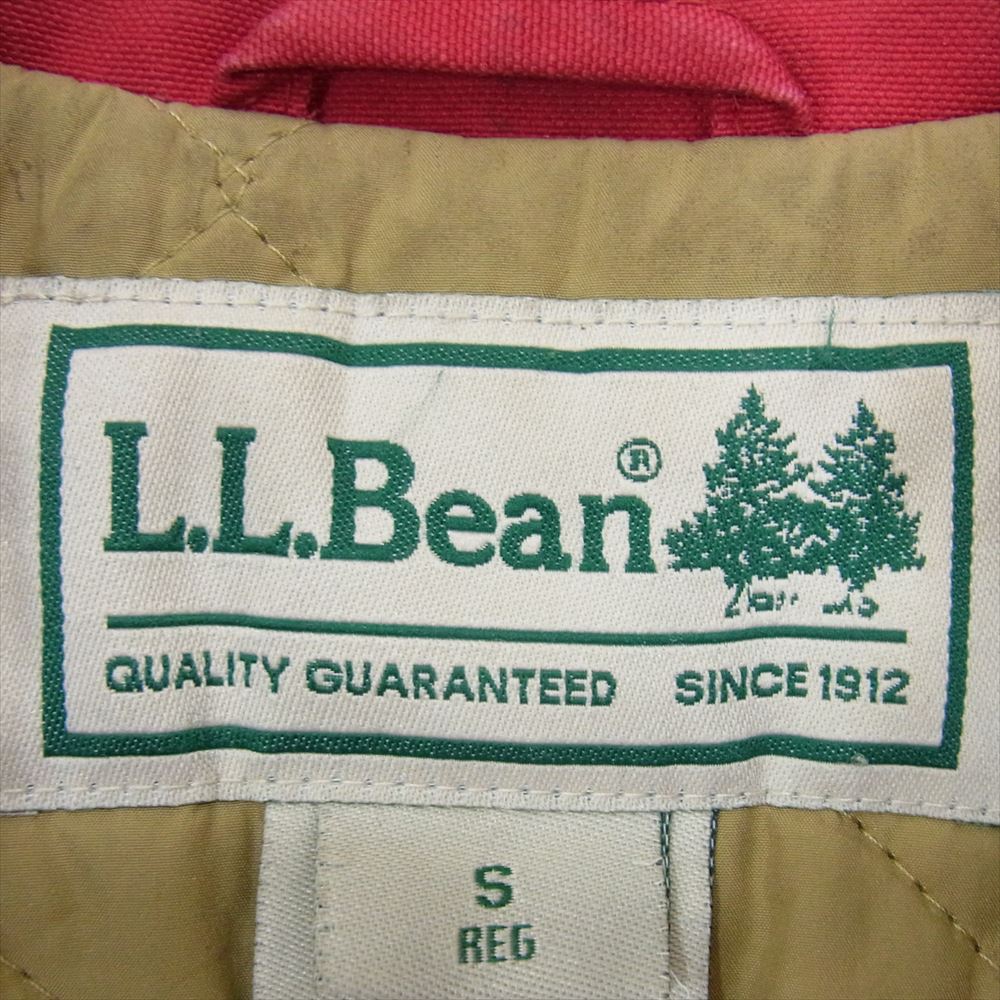 L.L.Bean®
QUALITY GUARANTEED SINCE 1912
S
REG